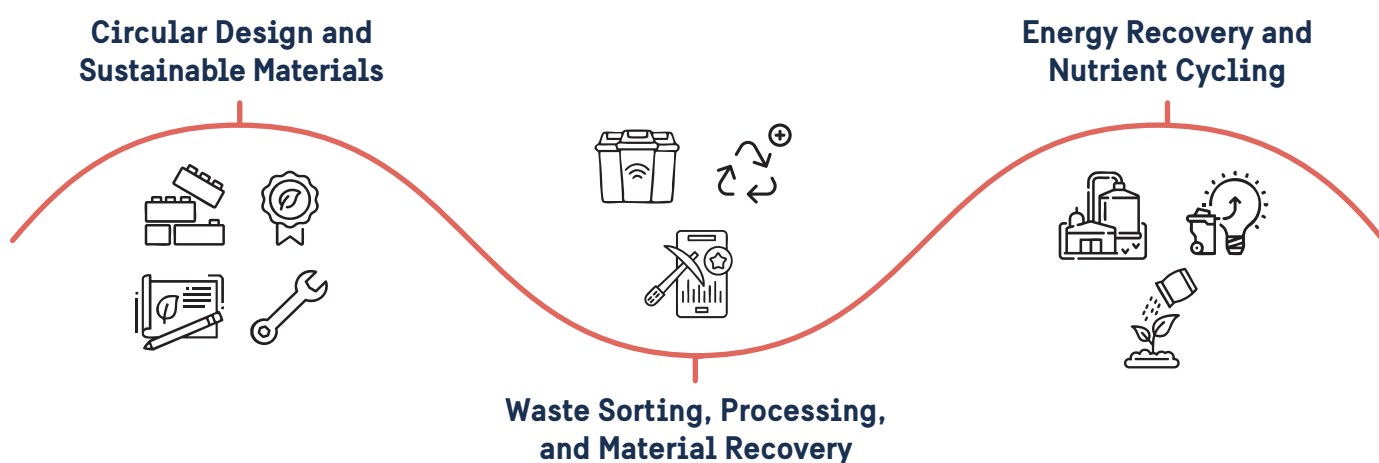 Circular Design and
Sustainable Materials
Waste Sorting, Processing,
and Material Recovery
Energy Recovery and
Nutrient Cycling